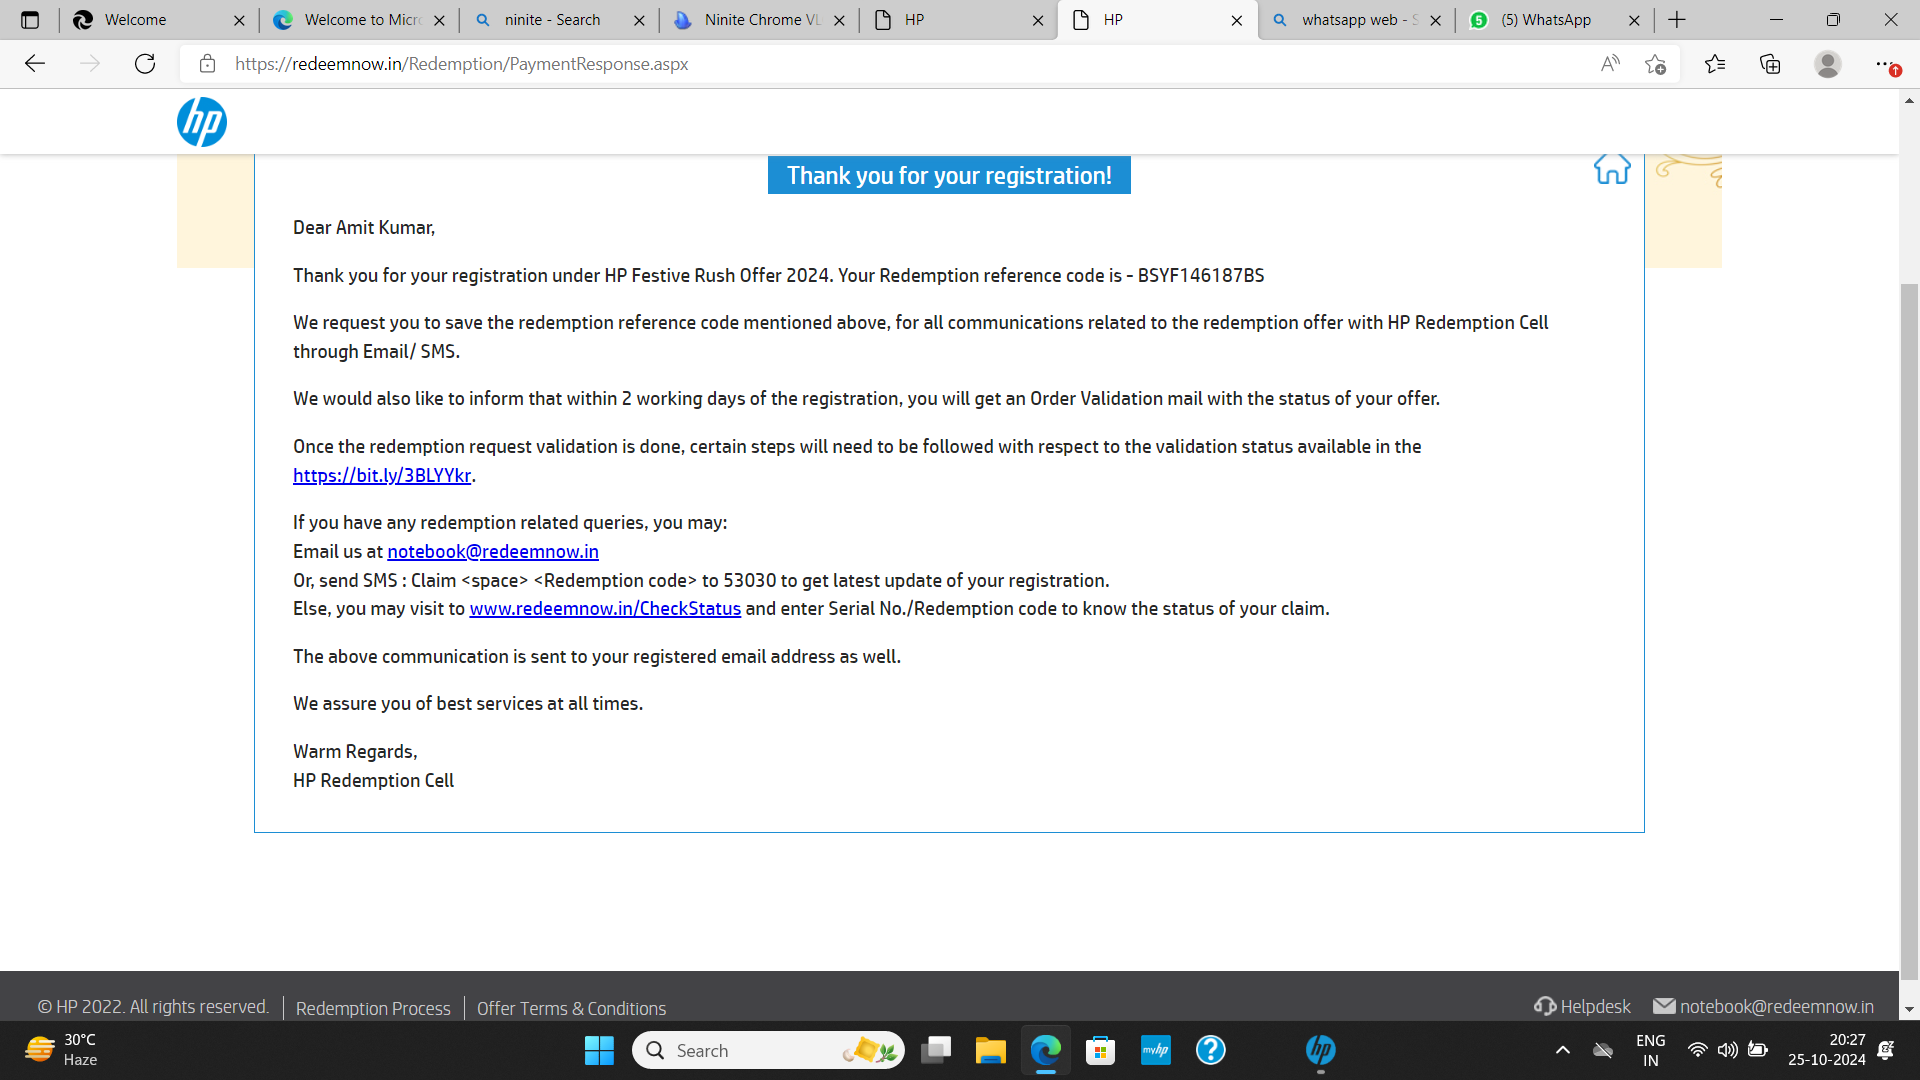 Welcome
Welcome to Micr
ninite - Search
Ninite Chrome VL
HP
HP
whatsapp web - S
5
(5) WhatsApp
https://redeemnow.in/Redemption/PaymentResponse.aspx
hp
Thank you for your registration!
Dear Amit Kumar,
Thank you for your registration under HP Festive Rush Offer 2024. Your Redemption reference code is - BSYF146187BS
We request you to save the redemption reference code mentioned above, for all communications related to the redemption offer with HP Redemption Cell
through Email/ SMS.
We would also like to inform that within 2 working days of the registration, you will get an Order Validation mail with the status of your offer.
Once the redemption request validation is done, certain steps will need to be followed with respect to the validation status available in the
https://bit.ly/3BLYYkr.
If you have any redemption related queries, you may:
Email us at notebook@redeemnow.in
Or, send SMS : Claim <space> <Redemption code> to 53030 to get latest update of your registration.
Else, you may visit to www.redeemnow.in/CheckStatus and enter Serial No./Redemption code to know the status of your claim.
The above communication is sent to your registered email address as well.
We assure you of best services at all times.
Warm Regards,
HP Redemption Cell
© HP 2022. All rights reserved.
Redemption Process
Offer Terms & Conditions
Helpdesk
notebook@redeemnow.in
30°C
Haze
Search
myhp
hp
ENG
IN
20:27
25-10-2024